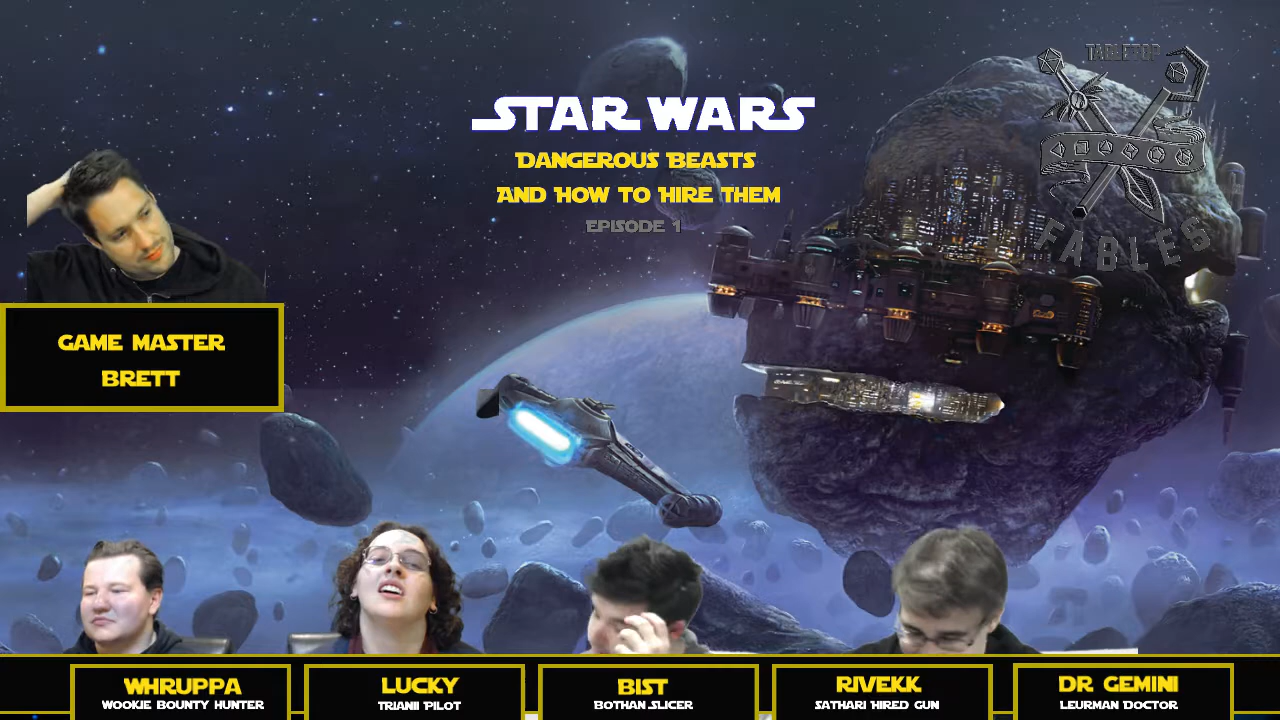 STAR WARS
DANGEROUS BEASTS
AND HOW TO HIRE THEM
EPISODE 1
TABLETOP
FABLES
GAME MASTER
BRETT
WHRUPPA
WOOKIE BOUNTY HUNTER
LUCKY
TRIANII PILOT
BIST
BOTHAN SLICER
RIVEKK
SATHARI HIRED GUN
DR GEMINI
LEURMAN DOCTOR